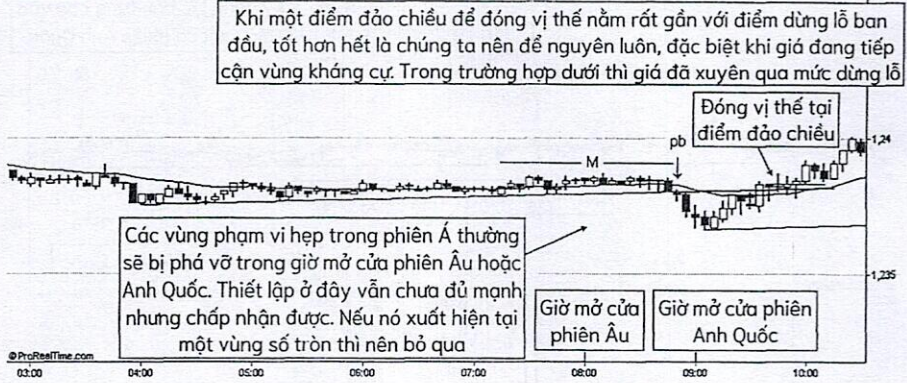 Khi một điểm đảo chiều để đóng vị thế nằm rất gần với điểm dừng lỗ ban
đầu, tốt hơn hết là chúng ta nên để nguyên luôn, đặc biệt khi giá đang tiếp
cận vùng kháng cự. Trong trường hợp dưới thì giá đã xuyên qua mức dừng lỗ
Đóng vị thế tại
điểm đảo chiều
pb
1,24
M
Các vùng phạm vi hẹp trong phiên Á thường
sẽ bị phá vỡ trong giờ mở cửa phiên Âu hoặc
Anh Quốc. Thiết lập ở đây vẫn chưa đủ mạnh
nhưng chấp nhận được. Nếu nó xuất hiện tại
một vùng số tròn thì nên bỏ qua
1,235
Giờ mở cửa
phiên Âu
Giờ mở cửa phiên
Anh Quốc
©ProRealTime.com
03:00 04:00 05:00 06:00 07:00 08:00 09:00 10:00